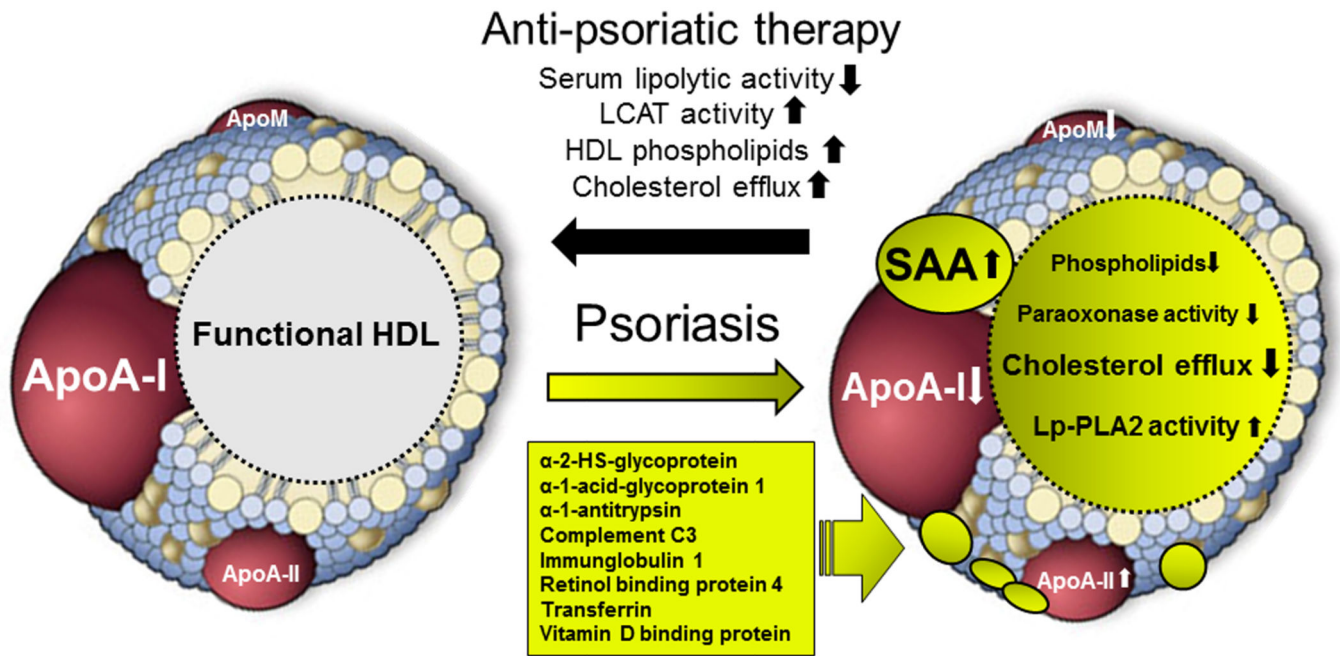 Anti-psoriatic therapy
Serum lipolytic activity ⬇
LCAT activity ⬆
HDL phospholipids ⬆
Cholesterol efflux ⬆
ApoM
Functional HDL
ApoA-I
ApoA-II
Psoriasis
α-2-HS-glycoprotein
α-1-acid-glycoprotein 1
α-1-antitrypsin
Complement C3
Immunglobulin 1
Retinol binding protein 4
Transferrin
Vitamin D binding protein
ApoM⬇
SAA⬆
Phospholipids⬇
Paraoxonase activity ⬇
Cholesterol efflux ⬇
ApoA-I⬇
Lp-PLA2 activity ⬆
ApoA-II⬆